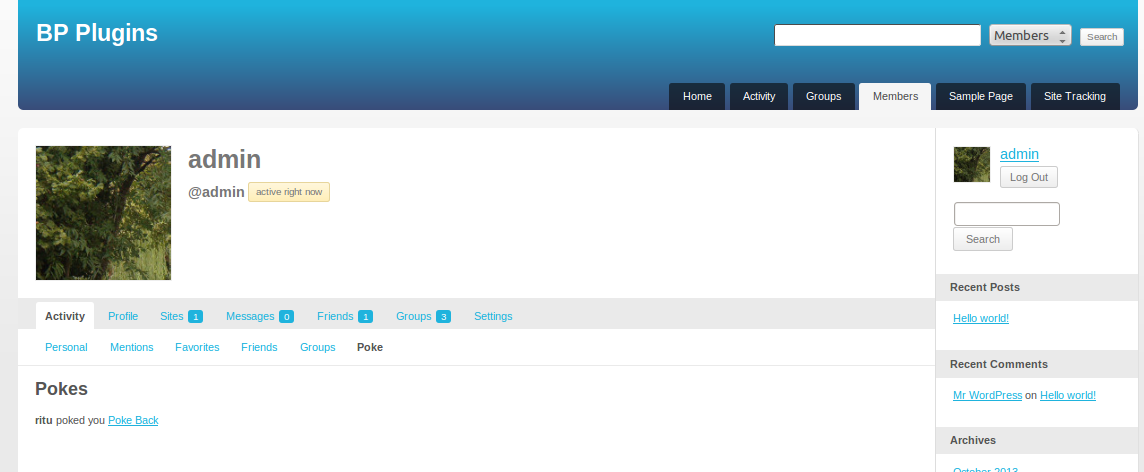 BP Plugins
Members
Search
Home Activity Groups Members Sample Page Site Tracking
admin
@admin active right now
Activity Profile Sites 1 Messages 0 Friends 1 Groups 3 Settings
Personal Mentions Favorites Friends Groups Poke
Pokes
ritu poked you Poke Back
admin
Log Out
Search
Recent Posts
Hello world!
Recent Comments
Mr WordPress on Hello world!
Archives
October 2013